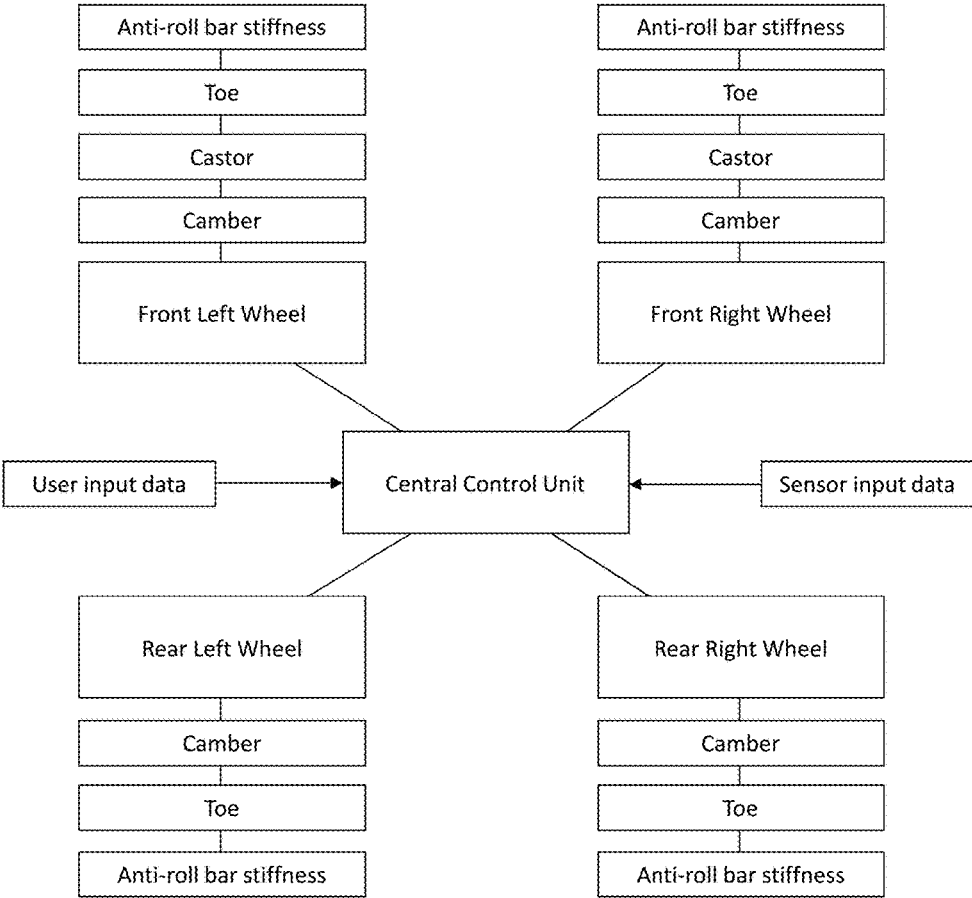 Anti-roll bar stiffness
Anti-roll bar stiffness
Toe
Toe
Castor
Castor
Camber
Camber
Front Left Wheel
Front Right Wheel
User input data
Central Control Unit
Sensor input data
Rear Left Wheel
Rear Right Wheel
Camber
Camber
Toe
Toe
Anti-roll bar stiffness
Anti-roll bar stiffness